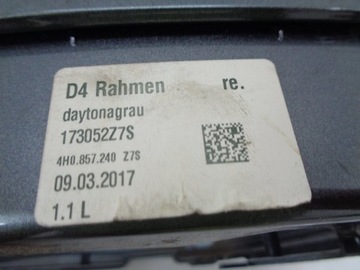 D4 Rahmen re.
daytonagrau
173052Z7S
4H0.857.240 Z7S
09.03.2017
1.1 L